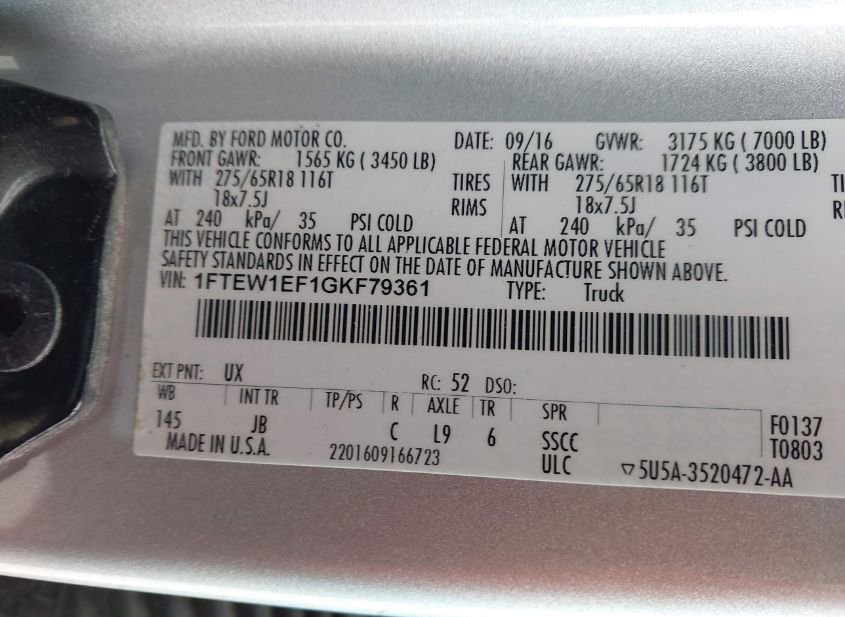 MFD. BY FORD MOTOR CO. DATE: 09/16 GVWR: 3175 KG ( 7000 LB)
FRONT GAWR: 1565 KG ( 3450 LB) REAR GAWR: 1724 KG ( 3800 LB)
WITH 275/65R18 116T TIRES WITH 275/65R18 116T
18x7.5J RIMS 18x7.5J
AT 240 kPa/ 35 PSI COLD AT 240 kPa/ 35 PSI COLD
THIS VEHICLE CONFORMS TO ALL APPLICABLE FEDERAL MOTOR VEHICLE
SAFETY STANDARDS IN EFFECT ON THE DATE OF MANUFACTURE SHOWN ABOVE.
VIN: 1FTEW1EF1GKF79361 TYPE: Truck
EXT PNT: UX RC: 52 DSO:
WB INT TR TP/PS R AXLE TR SPR
145 JB C L9 6 SSCC F0137
ULC T0803
MADE IN U.S.A. 2201609166723 ▽5U5A-3520472-AA